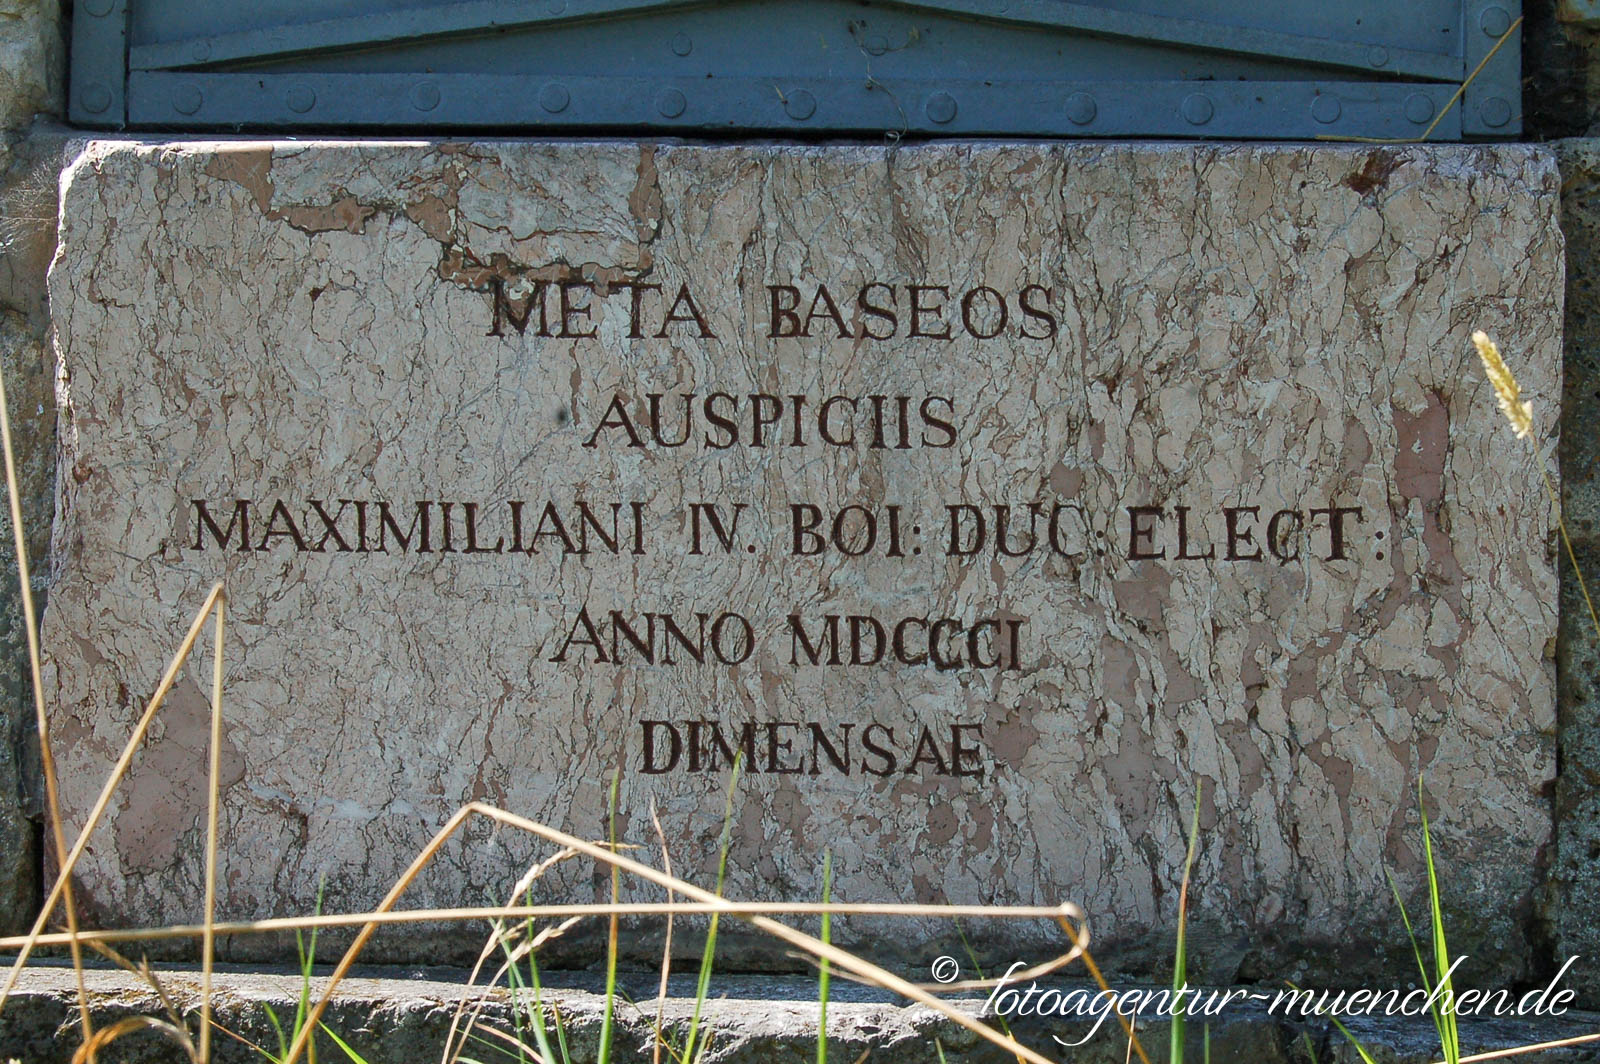 META BASEOS
AUSPICIIS
MAXIMILIANI IV. BOI: DUC: ELECT:
ANNO MDCCCI
DIMENSAE
© fotoagentur-muenchen.de